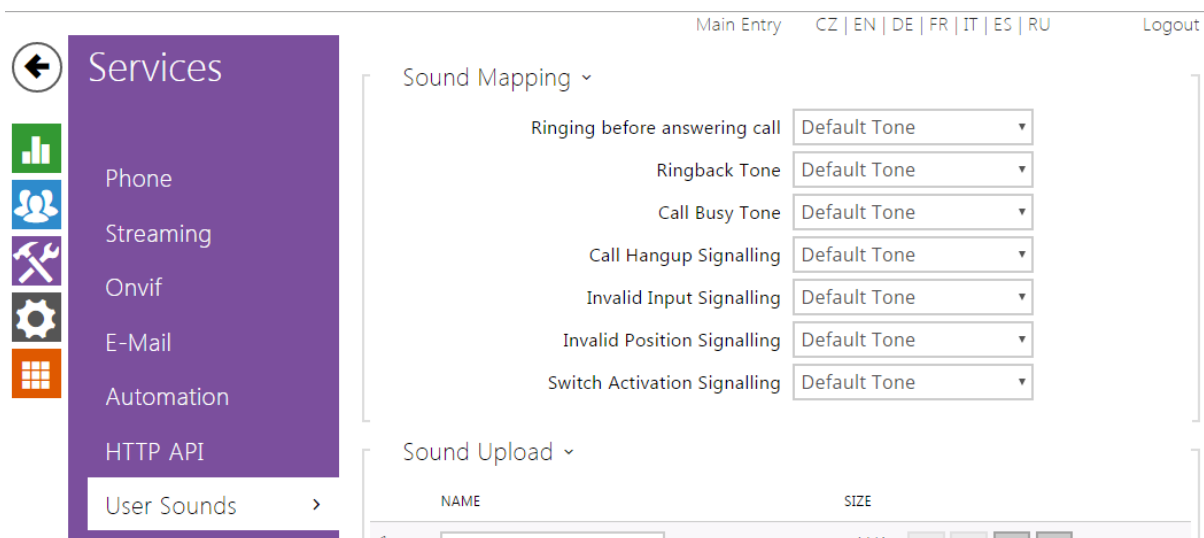 Main Entry CZ | EN | DE | FR | IT | ES | RU Logout
Services
Phone
Streaming
Onvif
E-Mail
Automation
HTTP API
User Sounds
Sound Mapping
Ringing before answering call Default Tone
Ringback Tone Default Tone
Call Busy Tone Default Tone
Call Hangup Signalling Default Tone
Invalid Input Signalling Default Tone
Invalid Position Signalling Default Tone
Switch Activation Signalling Default Tone
Sound Upload
NAME SIZE